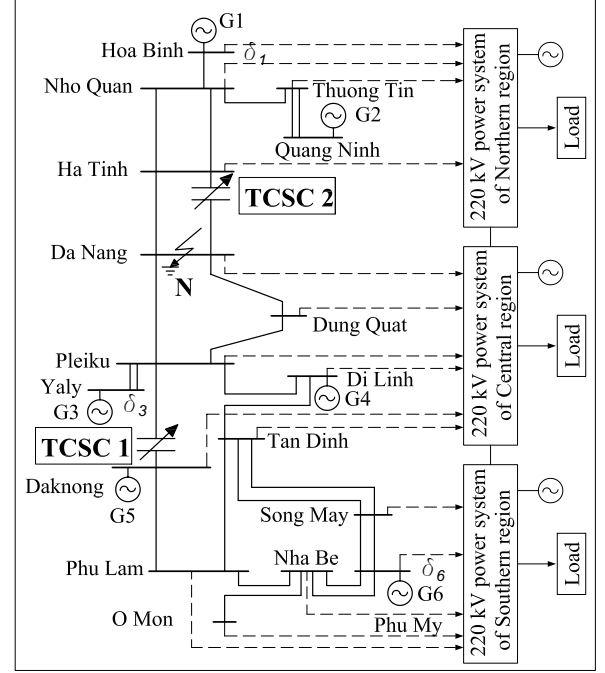 G1
Hoa Binh
δ1
Nho Quan
Thuong Tin
G2
Quang Ninh
220 kV power system
of Northern region
Load
Ha Tinh
TCSC 2
Da Nang
N
Dung Quat
220 kV power system
of Central region
Load
Pleiku
Yaly
G3
δ3
Di Linh
G4
TCSC 1
Tan Dinh
Daknong
G5
Song May
220 kV power system
of Southern region
Load
Phu Lam
Nha Be
δ6
G6
O Mon
Phu My